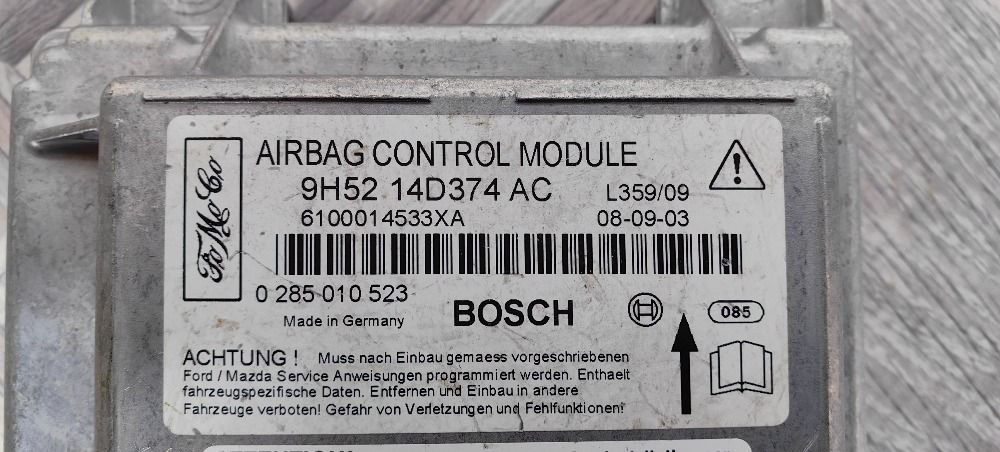 FoMoCo
AIRBAG CONTROL MODULE
9H52 14D374 AC L359/09
6100014533XA 08-09-03
0 285 010 523
Made in Germany BOSCH 085
ACHTUNG ! Muss nach Einbau gemaess vorgeschriebenen
Ford / Mazda Service Anweisungen programmiert werden. Enthaelt
fahrzeugspezifische Daten. Entfernen und Einbau in andere
Fahrzeuge verboten! Gefahr von Verletzungen und Fehlfunktionen!